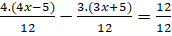 4.(4x−5)/12 − 3.(3x+5)/12 = 12/12